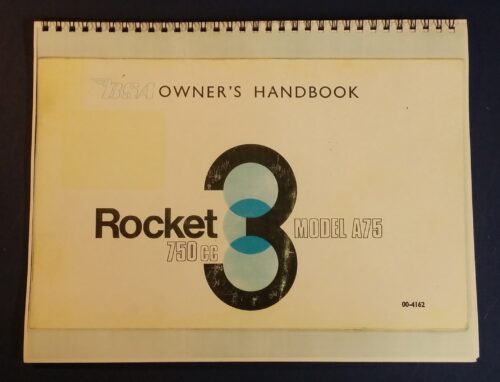 BSA OWNER'S HANDBOOK
Rocket 3 MODEL A75
750 cc
00-4162